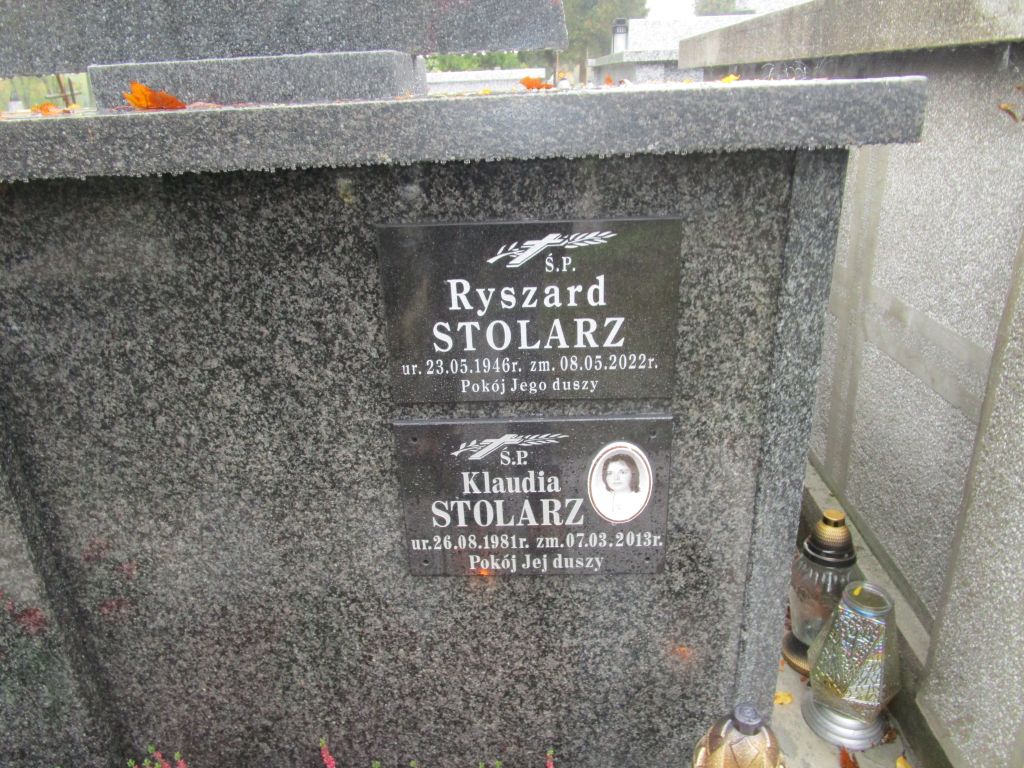 Ś.P.
Ryszard
STOLARZ
ur. 23.05.1946r. zm. 08.05.2022r.
Pokój Jego duszy
Ś.P.
Klaudia
STOLARZ
ur. 26.08.1981r. zm. 07.03.2013r.
Pokój Jej duszy